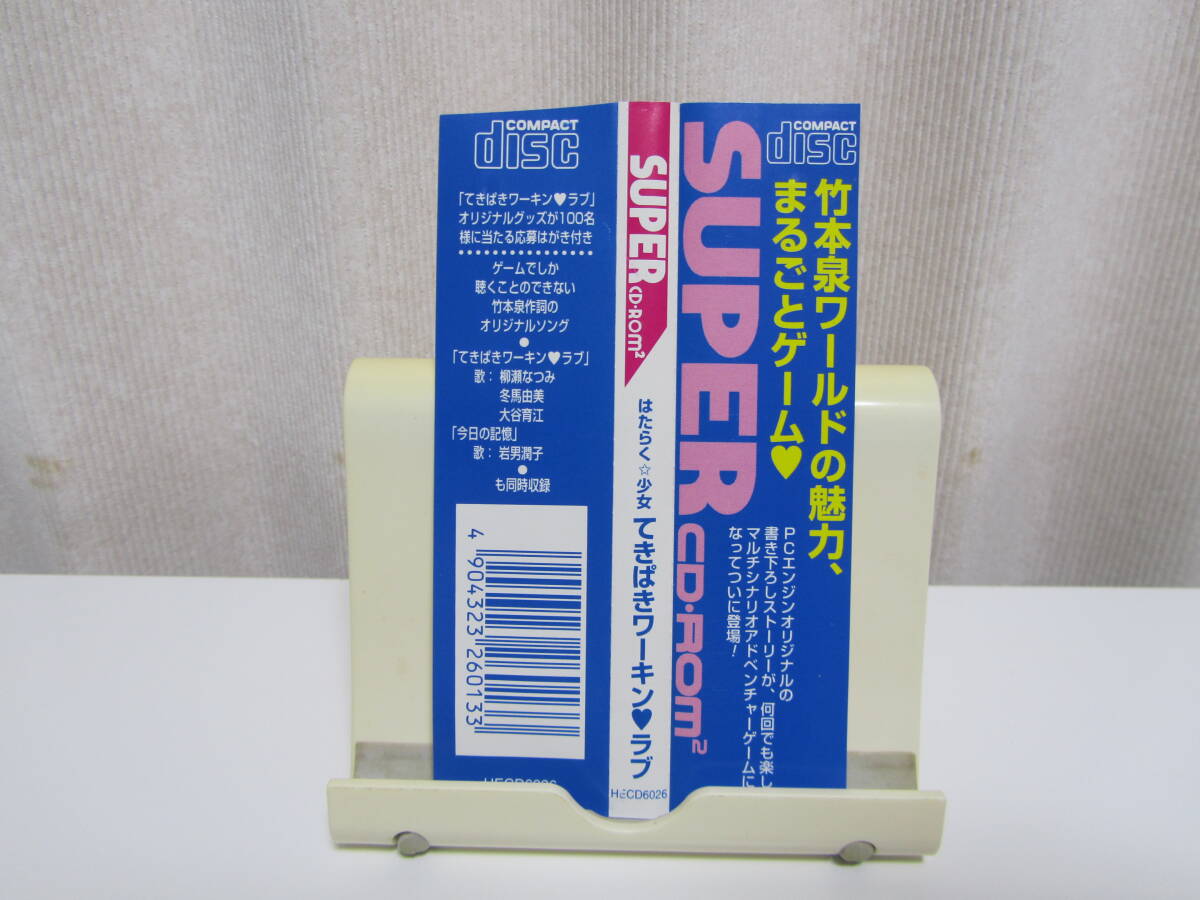 COMPACT
disc
「てきぱきワーキン♥ラブ」
オリジナルグッズが100名
様に当たる応募はがき付き
ゲームでしか
聴くことのできない
竹本泉作詞の
オリジナルソング
●
「てきぱきワーキン♥ラブ」
歌：柳瀬なつみ
冬馬由美
大谷育江
「今日の記憶」
歌：岩男潤子
●
も同時収録
4 904323 260133
HECD6026
SUPER CD・ROM²
はたらく☆少女 てきぱきワーキン♥ラブ
HECD6026
SUPER CD・ROM²
COMPACT
disc
竹本泉ワールドの魅力、
まるごとゲーム♥
PCエンジンオリジナルの
書き下ろしストーリーが、何回でも楽し
マルチシナリオアドベンチャーゲームに
なってついに登場！